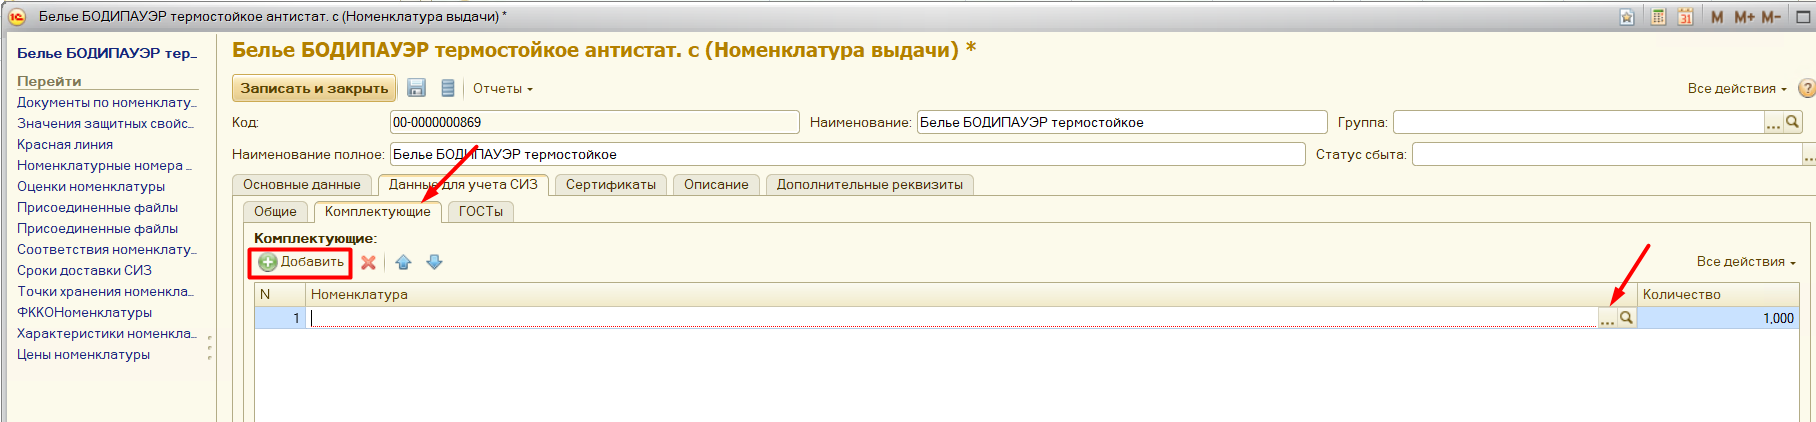 1С Белье БОДИПАУЭР термостойкое антистат. с (Номенклатура выдачи) * 31 M M+ M-
Белье БОДИПАУЭР тер...
Перейти
Документы по номенклату...
Значения защитных свойс...
Красная линия
Номенклатурные номера ...
Оценки номенклатуры
Присоединенные файлы
Присоединенные файлы
Соответствия номенклату...
Сроки доставки СИЗ
Точки хранения номенкла...
ФККОНоменклатуры
Характеристики номенкла...
Цены номенклатуры
Белье БОДИПАУЭР термостойкое антистат. с (Номенклатура выдачи) *
Записать и закрыть Отчеты Все действия ?
Код: 00-0000000869 Наименование: Белье БОДИПАУЭР термостойкое Группа: ...
Наименование полное: Белье БОДИПАУЭР термостойкое Статус сбыта: ...
Основные данные Данные для учета СИЗ Сертификаты Описание Дополнительные реквизиты
Общие Комплектующие ГОСТы
Комплектующие:
Добавить Все действия
N Номенклатура Количество
1 ... 1,000